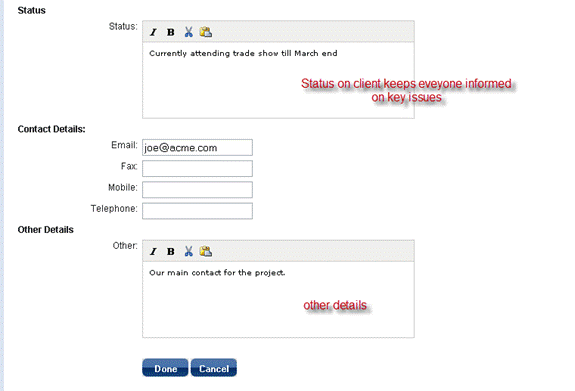 Status
Status:
I B
Currently attending trade show till March end
Status on client keeps eveyone informed
on key issues
Contact Details:
Email: joe@acme.com
Fax:
Mobile:
Telephone:
Other Details
Other:
I B
Our main contact for the project.
other details
Done Cancel